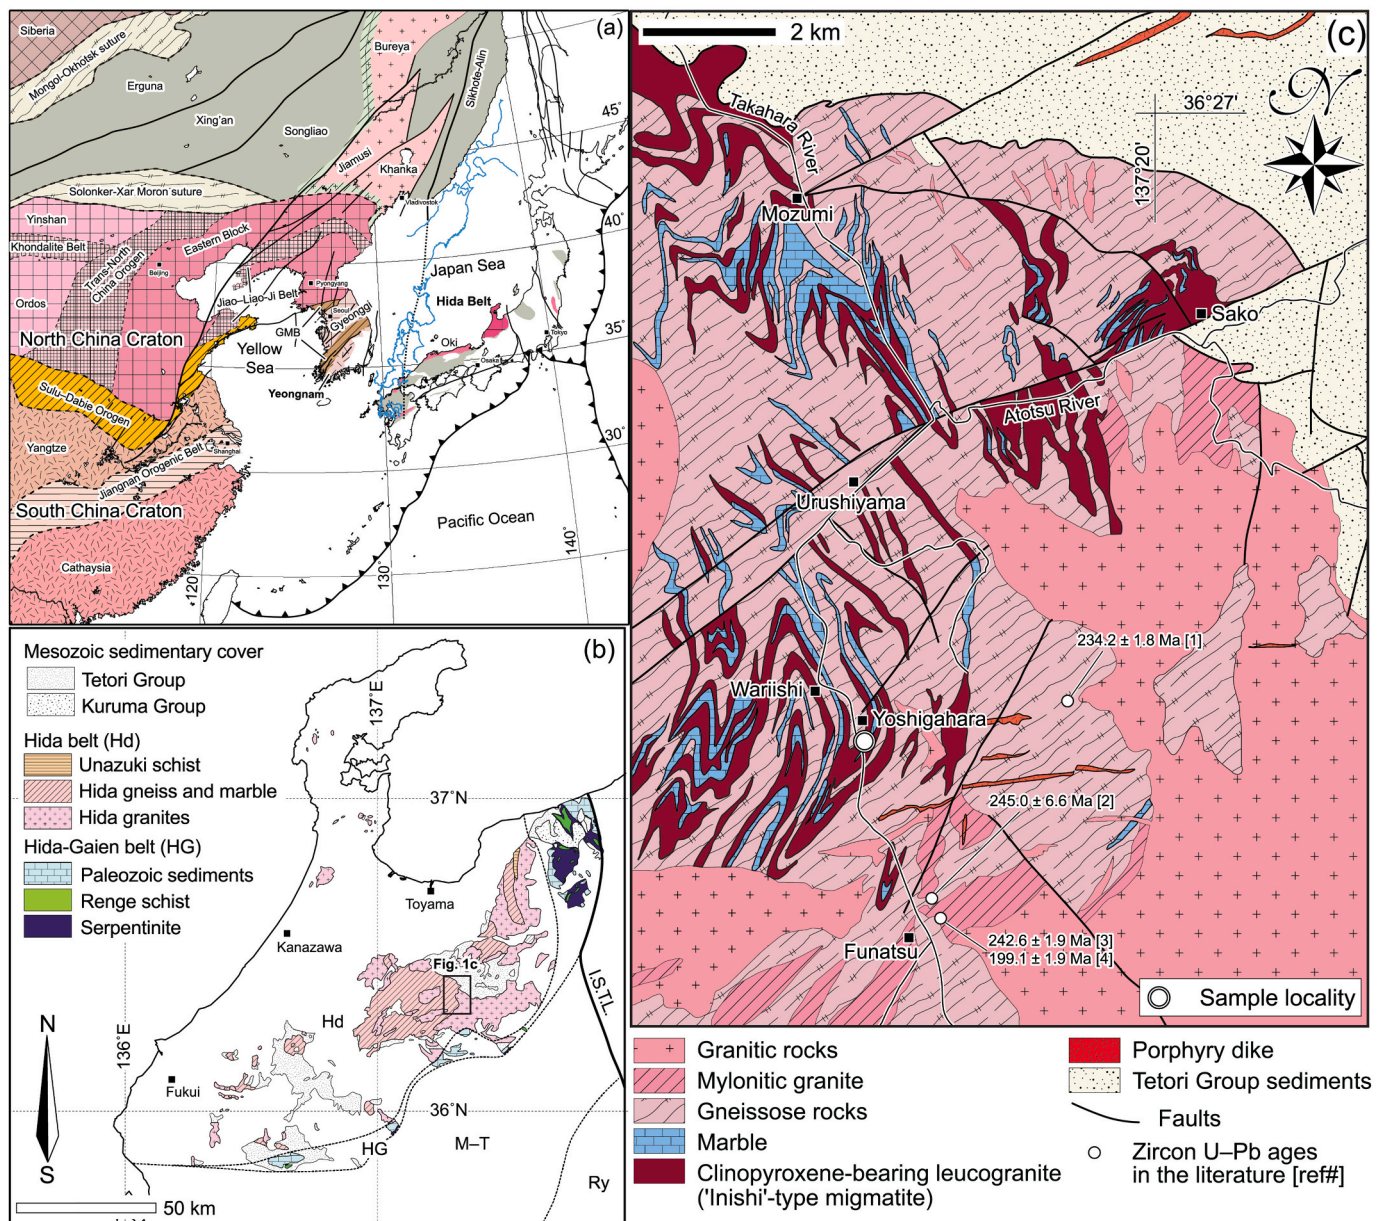 (a)
Siberia
Mongol-Okhotsk suture
Erguna
Xing'an
Songliao
Bureya
Sikhote-Alin
Jiamusi
Khanka
Vladivostok
Solonker-Xar Moron suture
Yinshan
Khondalite Belt
Trans-North
China Orogen
Eastern Block
Beijing
Ordos
Jiao–Liao–Ji Belt
Pyongyang
Seoul
Gyeonggi
GMB
North China Craton
Yellow
Sea
Yeongnam
Japan Sea
Hida Belt
Oki
Osaka
Tokyo
Sulu–Dabie Orogen
Yangtze
Shanghai
Jiangnan Orogenic Belt
South China Craton
Cathaysia
Pacific Ocean
45°
40°
35°
30°
120°
130°
140°
(b)
Mesozoic sedimentary cover
Tetori Group
Kuruma Group
Hida belt (Hd)
Unazuki schist
Hida gneiss and marble
Hida granites
Hida-Gaien belt (HG)
Paleozoic sediments
Renge schist
Serpentinite
137°E
37°N
Toyama
Kanazawa
Fig. 1c
I.S.T.L.
Hd
N
136°E
Fukui
36°N
HG
M–T
Ry
S
50 km
(c)
2 km
36°27'
137°20'
N
Takahara
River
Mozumi
Sako
Atotsu River
Urushiyama
234.2 ± 1.8 Ma [1]
Wariishi
Yoshigahara
245.0 ± 6.6 Ma [2]
242.6 ± 1.9 Ma [3]
199.1 ± 1.9 Ma [4]
Funatsu
Sample locality
Granitic rocks
Mylonitic granite
Gneissose rocks
Marble
Clinopyroxene-bearing leucogranite
('Inishi'-type migmatite)
Porphyry dike
Tetori Group sediments
Faults
Zircon U–Pb ages
in the literature [ref#]